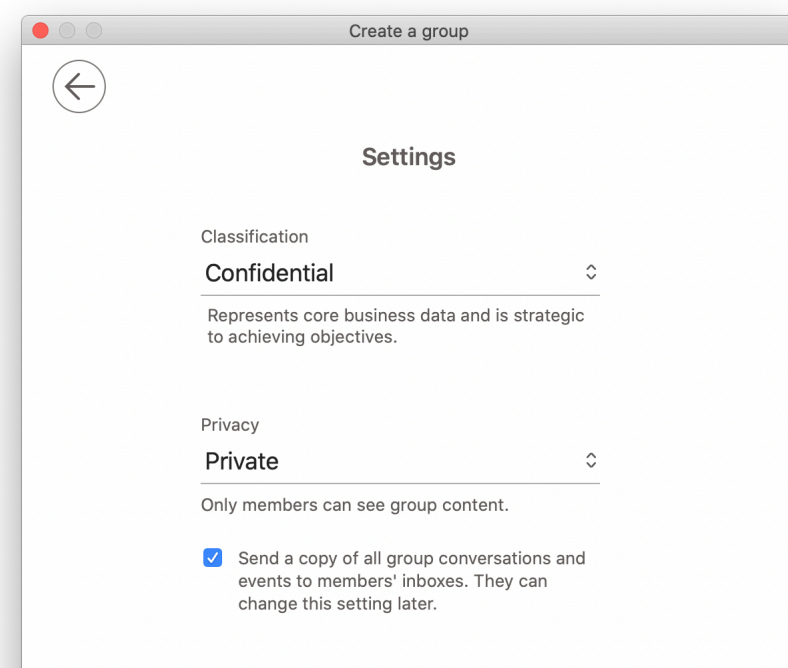 Create a group
Settings
Classification
Confidential
Represents core business data and is strategic
to achieving objectives.
Privacy
Private
Only members can see group content.
Send a copy of all group conversations and
events to members' inboxes. They can
change this setting later.